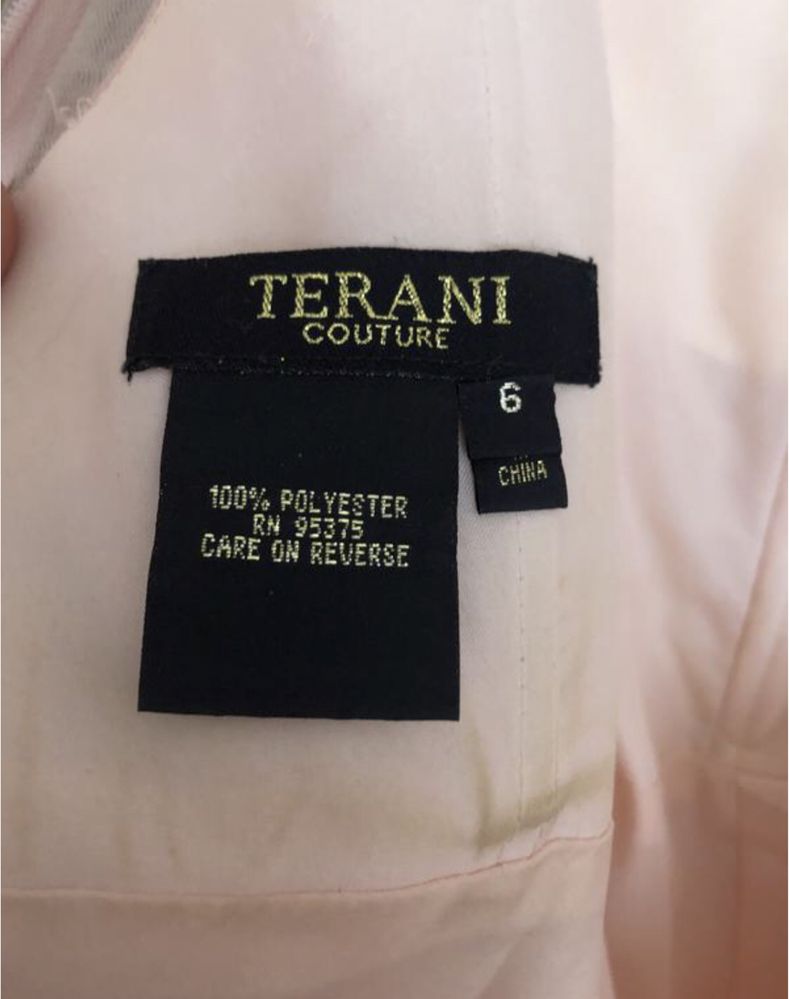 TERANI
COUTURE
6
CHINA
100% POLYESTER
RN 95375
CARE ON REVERSE